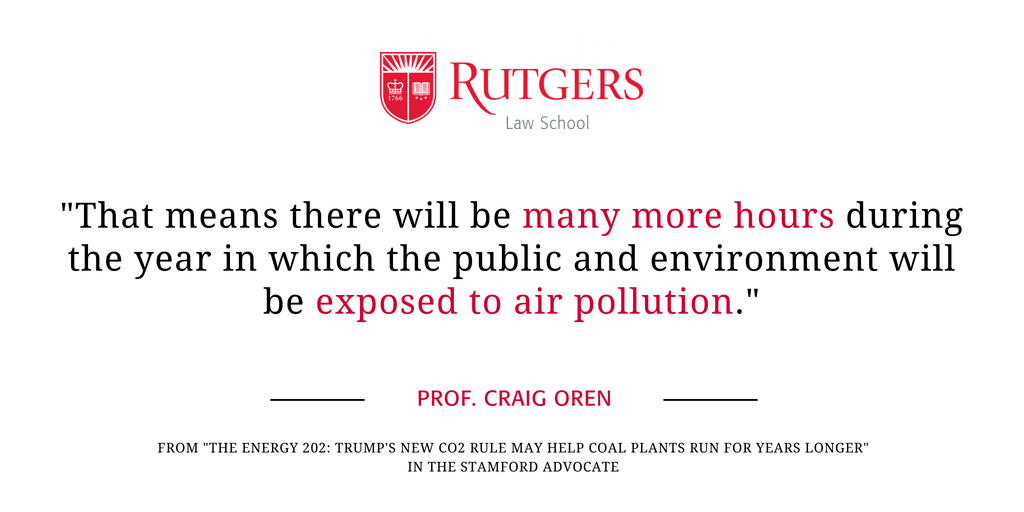 1766
RUTGERS
Law School
"That means there will be many more hours during
the year in which the public and environment will
be exposed to air pollution."
PROF. CRAIG OREN
FROM "THE ENERGY 202: TRUMP'S NEW CO2 RULE MAY HELP COAL PLANTS RUN FOR YEARS LONGER"
IN THE STAMFORD ADVOCATE